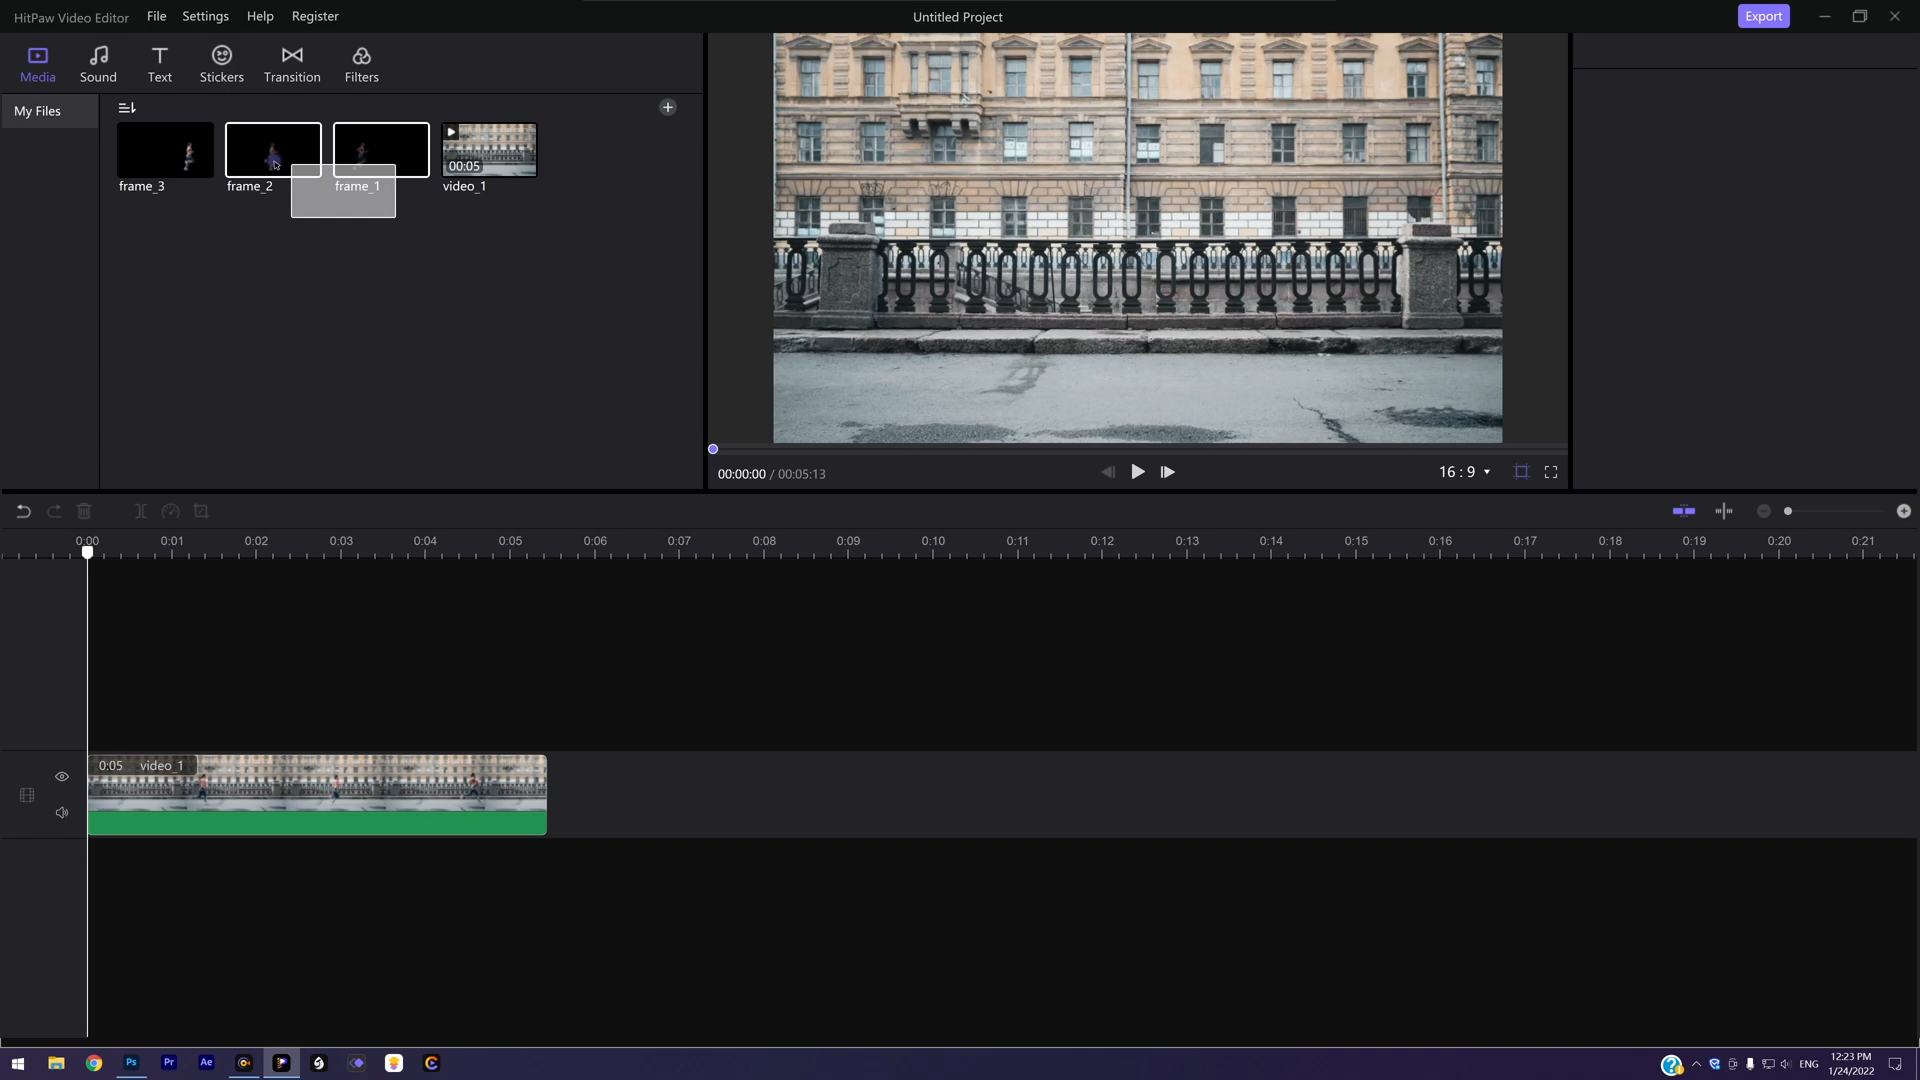 HitPaw Video Editor File Settings Help Register Untitled Project Export
Media Sound Text Stickers Transition Filters
My Files
00:05
frame_3 frame_2 frame_1 video_1
00:00:00 / 00:05:13 16 : 9
0:00 0:01 0:02 0:03 0:04 0:05 0:06 0:07 0:08 0:09 0:10 0:11 0:12 0:13 0:14 0:15 0:16 0:17 0:18 0:19 0:20 0:21
0:05 video_1
Ps Pr Ae ENG 12:23 PM
1/24/2022